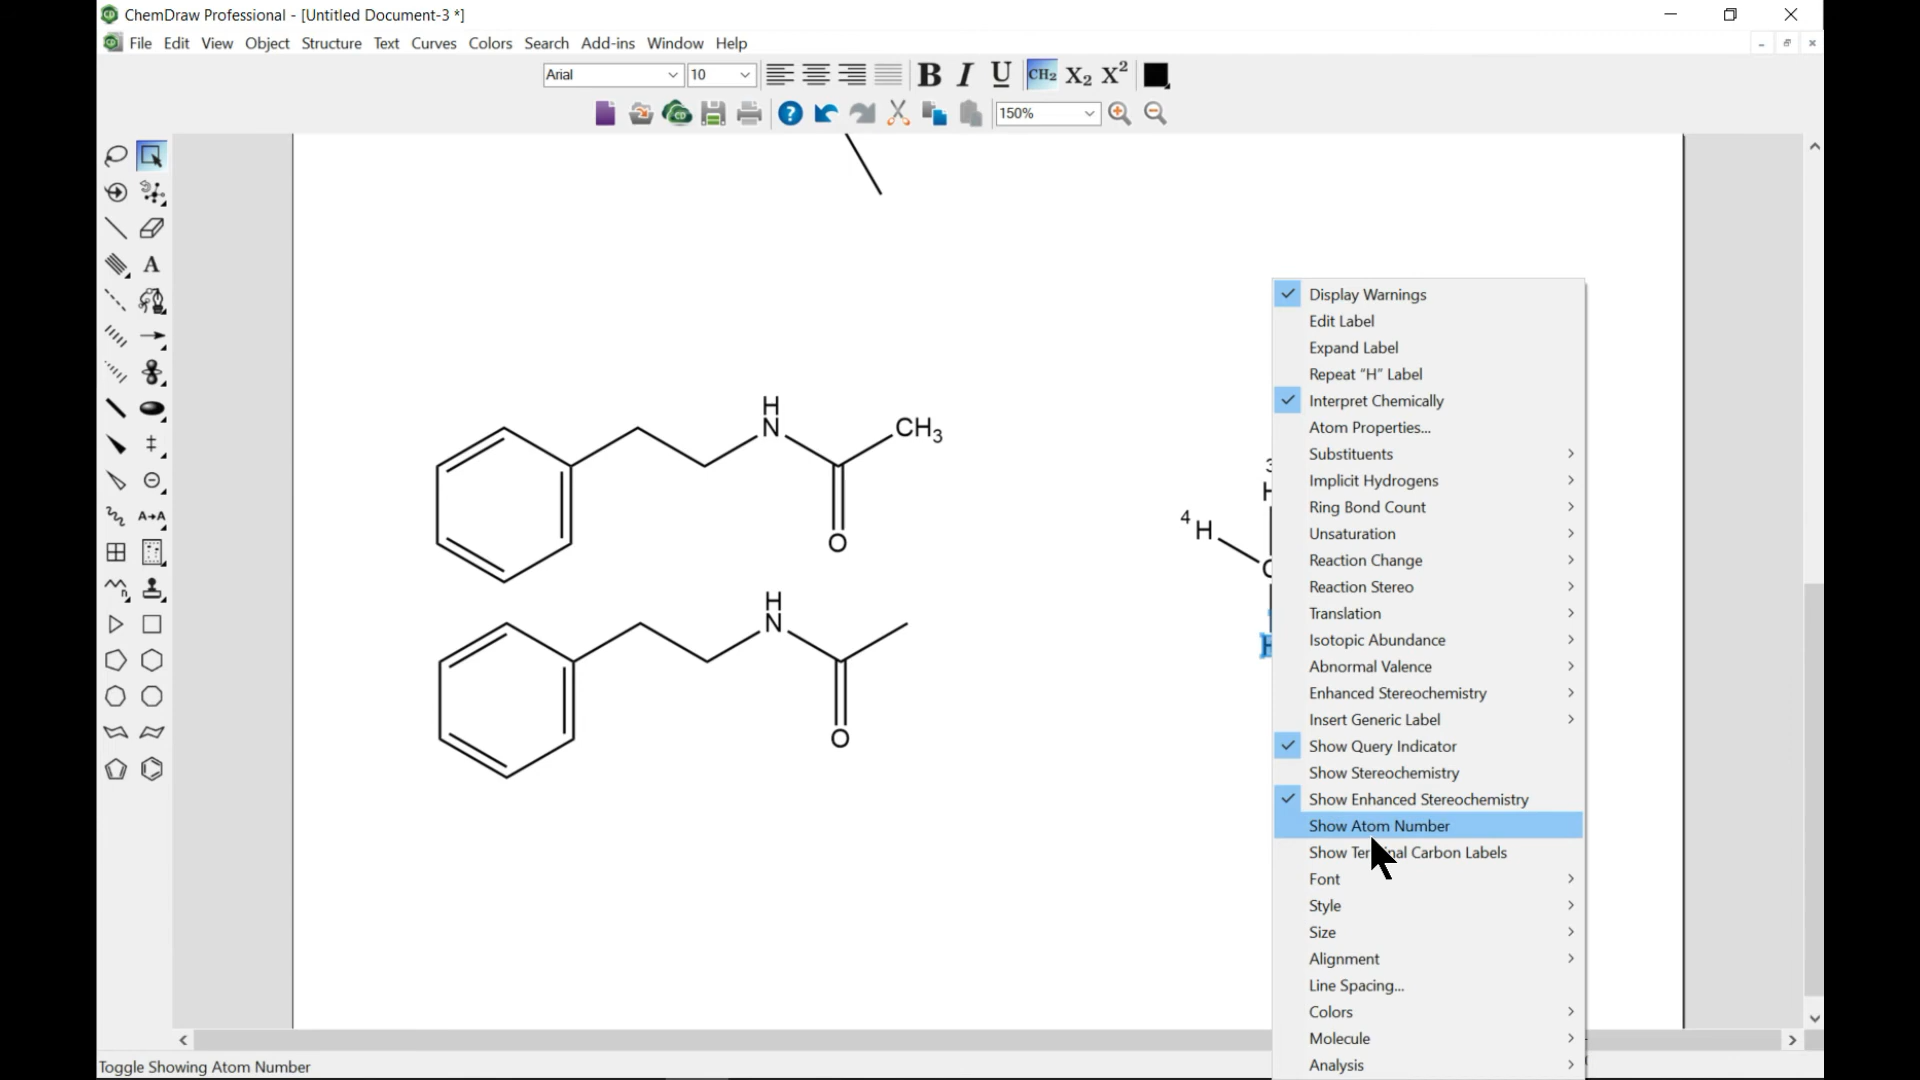 ChemDraw Professional - [Untitled Document-3 *]
File Edit View Object Structure Text Curves Colors Search Add-ins Window Help
Arial 10 B I U CH2 X2 X2
150%
A
A
H
N
CH3
O
H
N
O
4 H
Display Warnings
Edit Label
Expand Label
Repeat "H" Label
Interpret Chemically
Atom Properties...
Substituents
Implicit Hydrogens
Ring Bond Count
Unsaturation
Reaction Change
Reaction Stereo
Translation
Isotopic Abundance
Abnormal Valence
Enhanced Stereochemistry
Insert Generic Label
Show Query Indicator
Show Stereochemistry
Show Enhanced Stereochemistry
Show Atom Number
Show Carbon Labels
Font
Style
Size
Alignment
Line Spacing...
Colors
Molecule
Analysis
Toggle Showing Atom Number